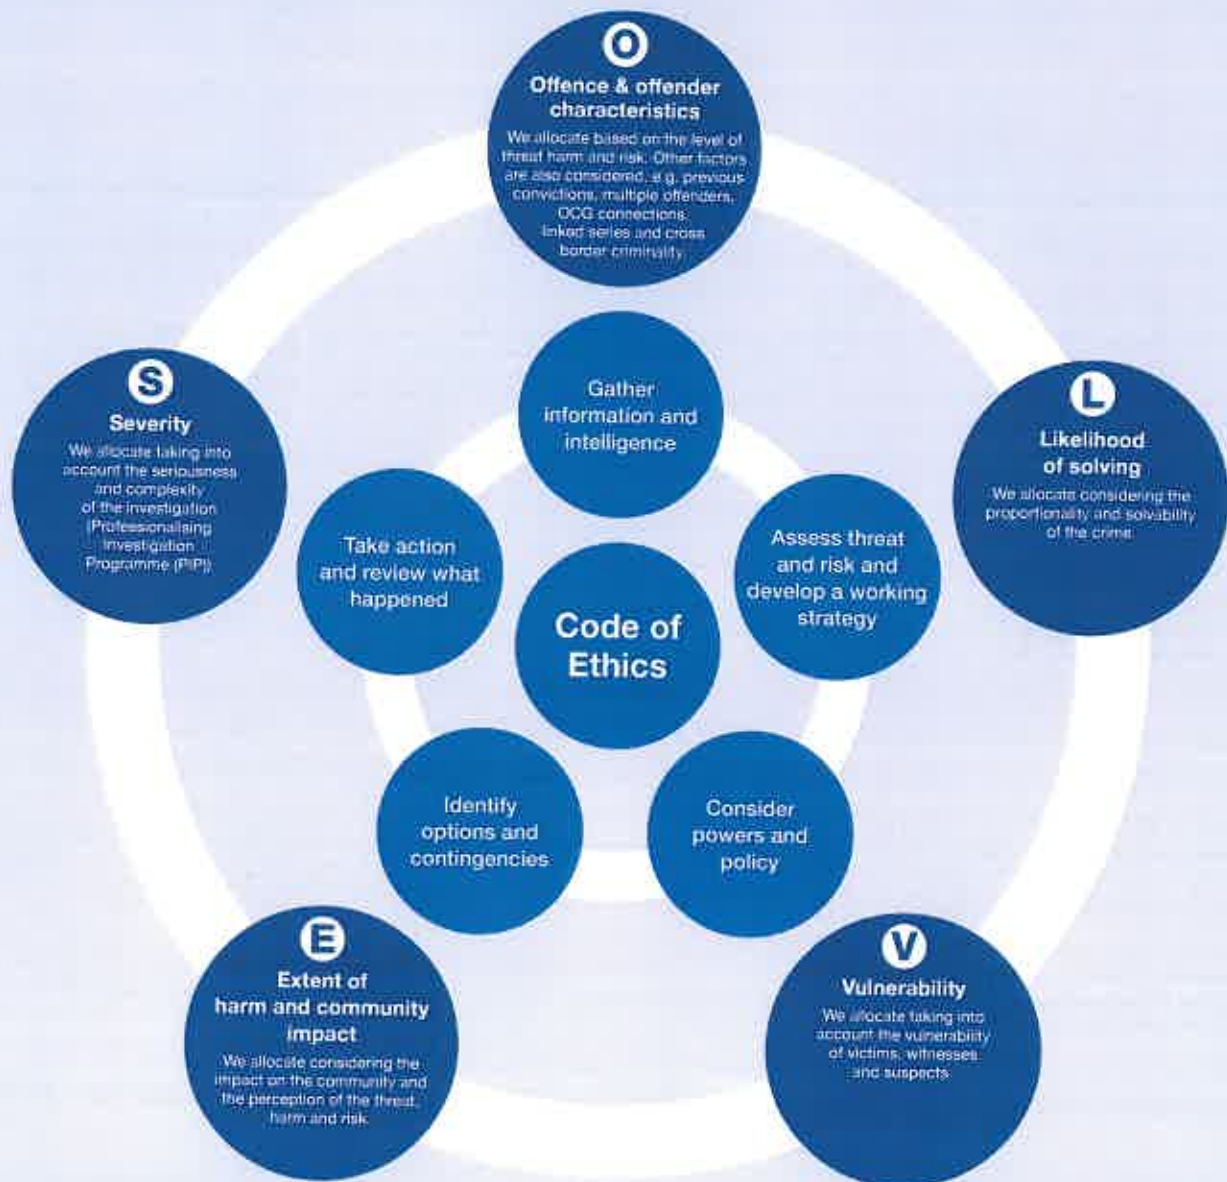 O
Offence & offender
characteristics
We allocate based on the level of
threat harm and risk. Other factors
are also considered, e.g. previous
convictions, multiple offenders,
OCG connections,
linked series and cross
border criminality
S
Severity
We allocate taking into
account the seriousness
and complexity
of the investigation
(Professionalising
Investigation
Programme (PIP))
L
Likelihood
of solving
We allocate considering the
proportionality and solvability
of the crime
Gather
information and
intelligence
Take action
and review what
happened
Assess threat
and risk and
develop a working
strategy
Code of
Ethics
Identify
options and
contingencies
Consider
powers and
policy
E
Extent of
harm and community
impact
We allocate considering the
impact on the community and
the perception of the threat,
harm and risk
V
Vulnerability
We allocate taking into
account the vulnerability
of victims, witnesses
and suspects